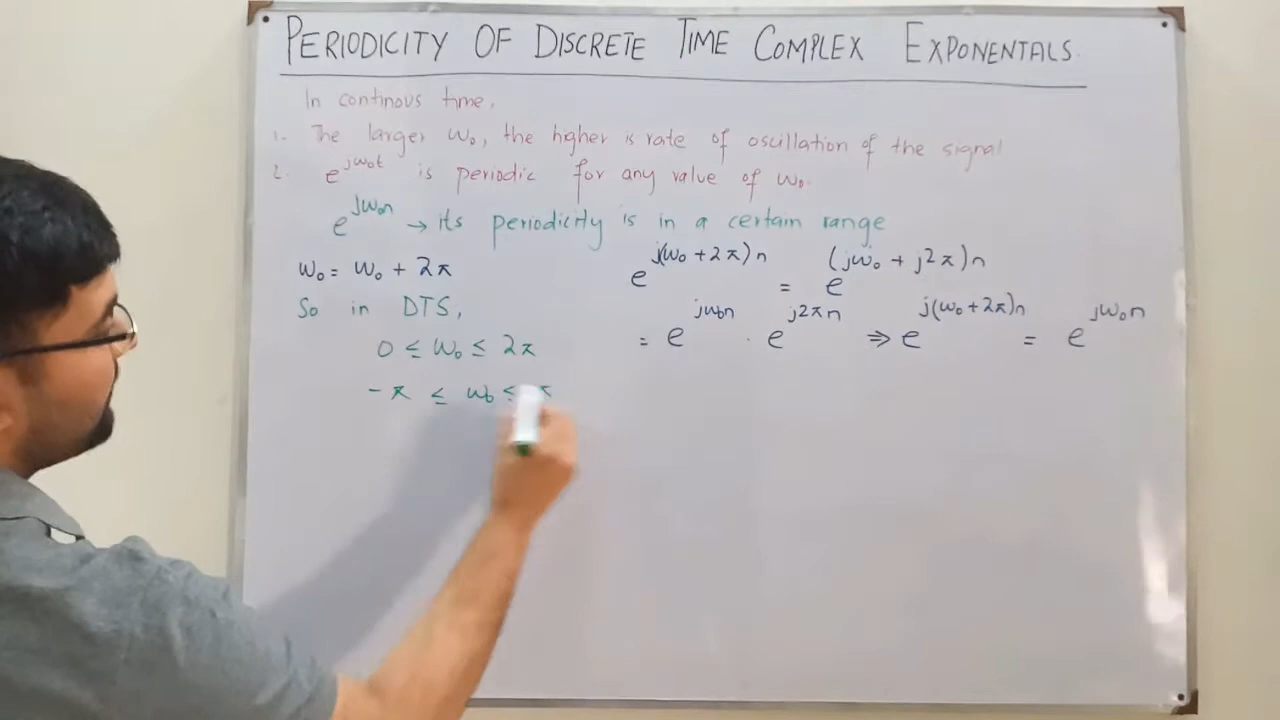 PERIODICITY OF DISCRETE TIME COMPLEX EXPONENTALS.
In continous time,
1. The larger ω₀, the higher is rate of oscillation of the signal
2. e^{jω₀t} is periodic for any value of ω₀.
e^{jω₀n} → its periodicity is in a certain range
ω₀ = ω₀ + 2π
e^{j(ω₀ + 2π)n} = e^{(jω₀ + j2π)n}
So in DTS,
= e^{jω₀n} · e^{j2πn} ⇒ e^{j(ω₀+2π)n} = e^{jω₀n}
0 ≤ ω₀ ≤ 2π
-π ≤ ω₀ ≤ π